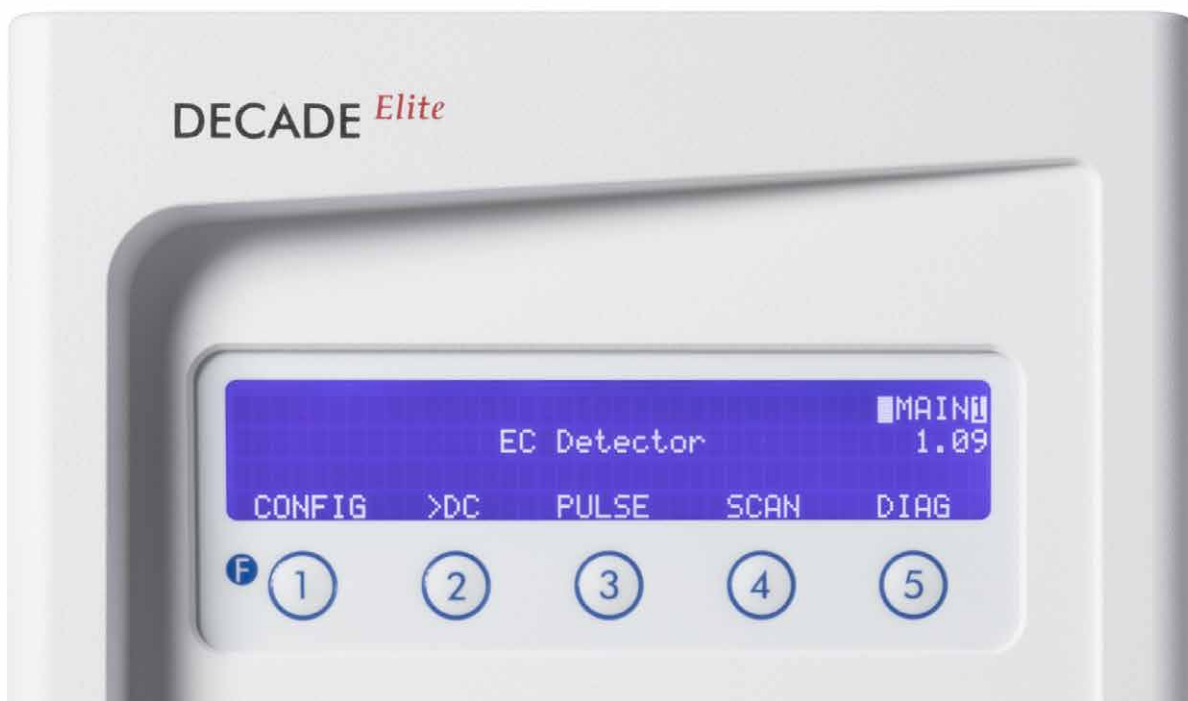 DECADE Elite
MAIN1
EC Detector 1.09
CONFIG >DC PULSE SCAN DIAG
F 1 2 3 4 5